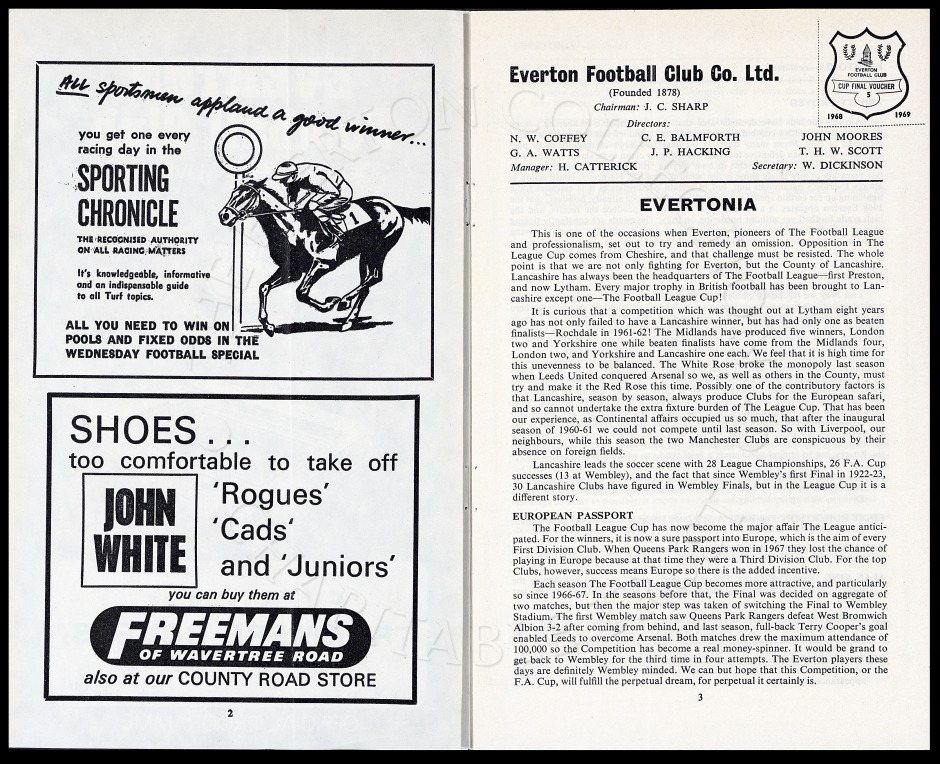 ALL sportsmen applaud a good winner...
you get one every
racing day in the
SPORTING
CHRONICLE
THE RECOGNISED AUTHORITY
ON ALL RACING MATTERS
It's knowledgeable, informative
and an indispensable guide
to all Turf topics.
1
ALL YOU NEED TO WIN ON
POOLS AND FIXED ODDS IN THE
WEDNESDAY FOOTBALL SPECIAL
SHOES ...
too comfortable to take off
JOHN
WHITE
'Rogues'
'Cads'
and 'Juniors'
you can buy them at
FREEMANS
OF WAVERTREE ROAD
also at our COUNTY ROAD STORE
2
Everton Football Club Co. Ltd.
(Founded 1878)
Chairman: J. C. SHARP
Directors:
N. W. COFFEY C. E. BALMFORTH JOHN MOORES
G. A. WATTS J. P. HACKING T. H. W. SCOTT
Manager: H. CATTERICK Secretary: W. DICKINSON
EVERTON
FOOTBALL CLUB
CUP FINAL VOUCHER
5
1968 1969
EVERTONIA
This is one of the occasions when Everton, pioneers of The Football League
and professionalism, set out to try and remedy an omission. Opposition in The
League Cup comes from Cheshire, and that challenge must be resisted. The whole
point is that we are not only fighting for Everton, but the County of Lancashire.
Lancashire has always been the headquarters of The Football League—first Preston,
and now Lytham. Every major trophy in British football has been brought to Lan-
cashire except one—The Football League Cup!
It is curious that a competition which was thought out at Lytham eight years
ago has not only failed to have a Lancashire winner, but has had only one as beaten
finalists—Rochdale in 1961-62! The Midlands have produced five winners, London
two and Yorkshire one while beaten finalists have come from the Midlands four,
London two, and Yorkshire and Lancashire one each. We feel that it is high time for
this unevenness to be balanced. The White Rose broke the monopoly last season
when Leeds United conquered Arsenal so we, as well as others in the County, must
try and make it the Red Rose this time. Possibly one of the contributory factors is
that Lancashire, season by season, always produce Clubs for the European safari,
and so cannot undertake the extra fixture burden of The League Cup. That has been
our experience, as Continental affairs occupied us so much, that after the inaugural
season of 1960-61 we could not compete until last season. So with Liverpool, our
neighbours, while this season the two Manchester Clubs are conspicuous by their
absence on foreign fields.
Lancashire leads the soccer scene with 28 League Championships, 26 F.A. Cup
successes (13 at Wembley), and the fact that since Wembley's first Final in 1922-23,
30 Lancashire Clubs have figured in Wembley Finals, but in the League Cup it is a
different story.
EUROPEAN PASSPORT
The Football League Cup has now become the major affair The League antici-
pated. For the winners, it is now a sure passport into Europe, which is the aim of every
First Division Club. When Queens Park Rangers won in 1967 they lost the chance of
playing in Europe because at that time they were a Third Division Club. For the top
Clubs, however, success means Europe so there is the added incentive.
Each season The Football League Cup becomes more attractive, and particularly
so since 1966-67. In the seasons before that, the Final was decided on aggregate of
two matches, but then the major step was taken of switching the Final to Wembley
Stadium. The first Wembley match saw Queens Park Rangers defeat West Bromwich
Albion 3-2 after coming from behind, and last season, full-back Terry Cooper's goal
enabled Leeds to overcome Arsenal. Both matches drew the maximum attendance of
100,000 so the Competition has become a real money-spinner. It would be grand to
get back to Wembley for the third time in four attempts. The Everton players these
days are definitely Wembley minded. We can but hope that this Competition, or the
F.A. Cup, will fulfill the perpetual dream, for perpetual it certainly is.
3